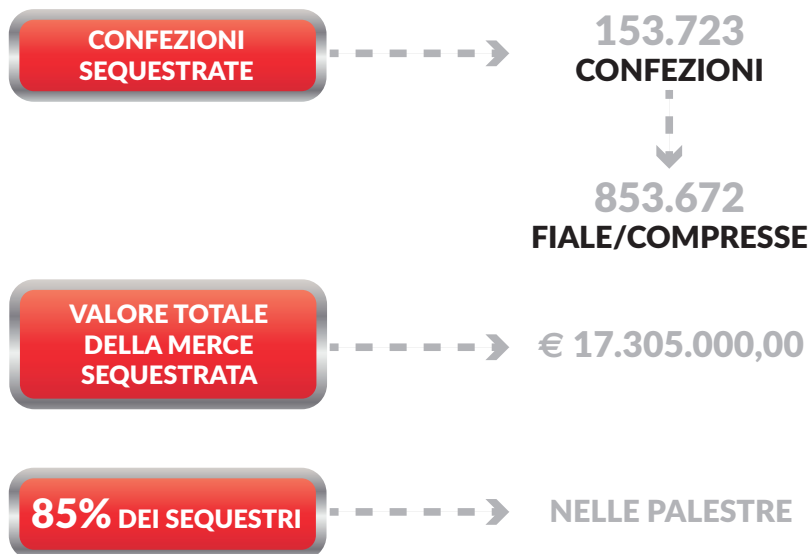 CONFEZIONI
SEQUESTRATE
153.723
CONFEZIONI
853.672
FIALE/COMPRESSE
VALORE TOTALE
DELLA MERCE
SEQUESTRATA
€ 17.305.000,00
85% DEI SEQUESTRI
NELLE PALESTRE